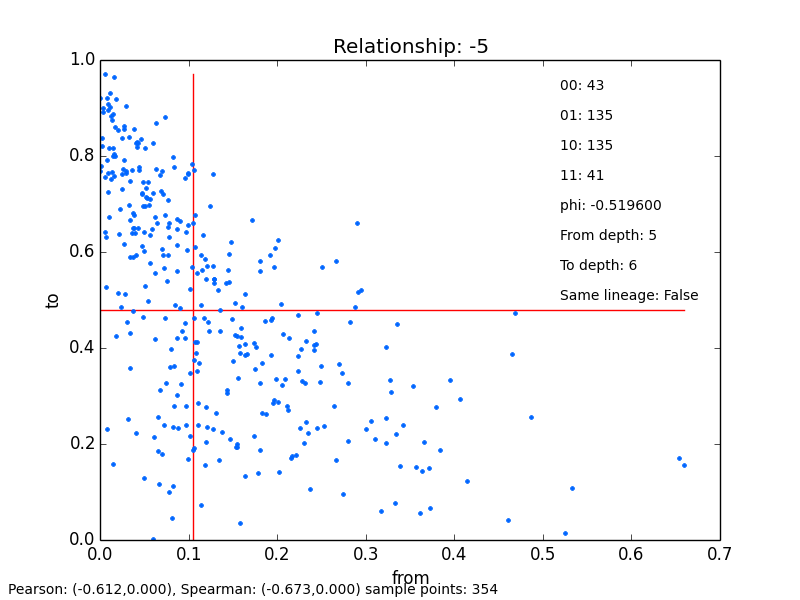 Relationship: -5
1.0
0.8
0.6
0.4
0.2
0.0
to
00: 43
01: 135
10: 135
11: 41
phi: -0.519600
From depth: 5
To depth: 6
Same lineage: False
0.0 0.1 0.2 0.3 0.4 0.5 0.6 0.7
from
Pearson: (-0.612,0.000), Spearman: (-0.673,0.000) sample points: 354